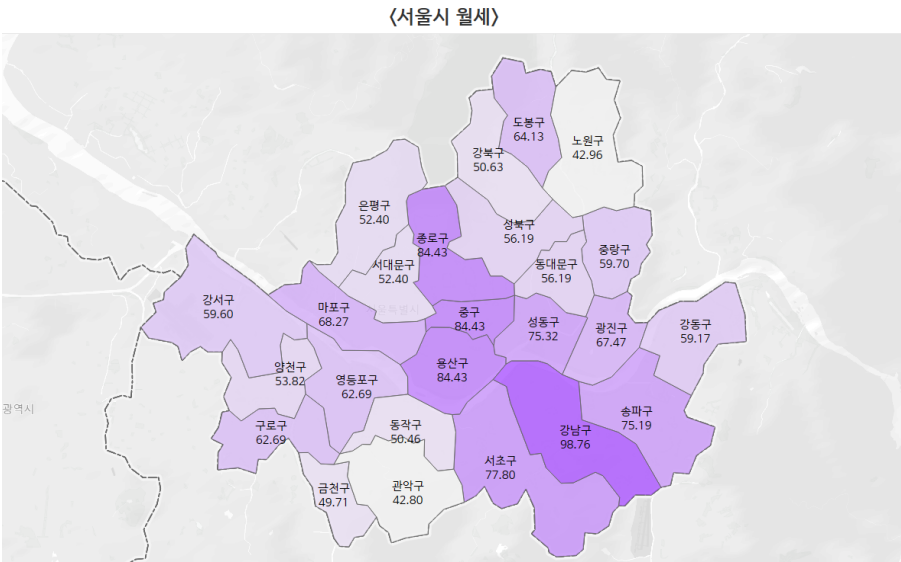 <서울시 월세>
도봉구
64.13
노원구
42.96
강북구
50.63
은평구
52.40
성북구
56.19
종로구
84.43
중랑구
59.70
서대문구
52.40
동대문구
56.19
강서구
59.60
마포구
68.27
중구
84.43
성동구
75.32
광진구
67.47
강동구
59.17
양천구
53.82
영등포구
62.69
용산구
84.43
광역시
구로구
62.69
동작구
50.46
강남구
98.76
송파구
75.19
서초구
77.80
금천구
49.71
관악구
42.80